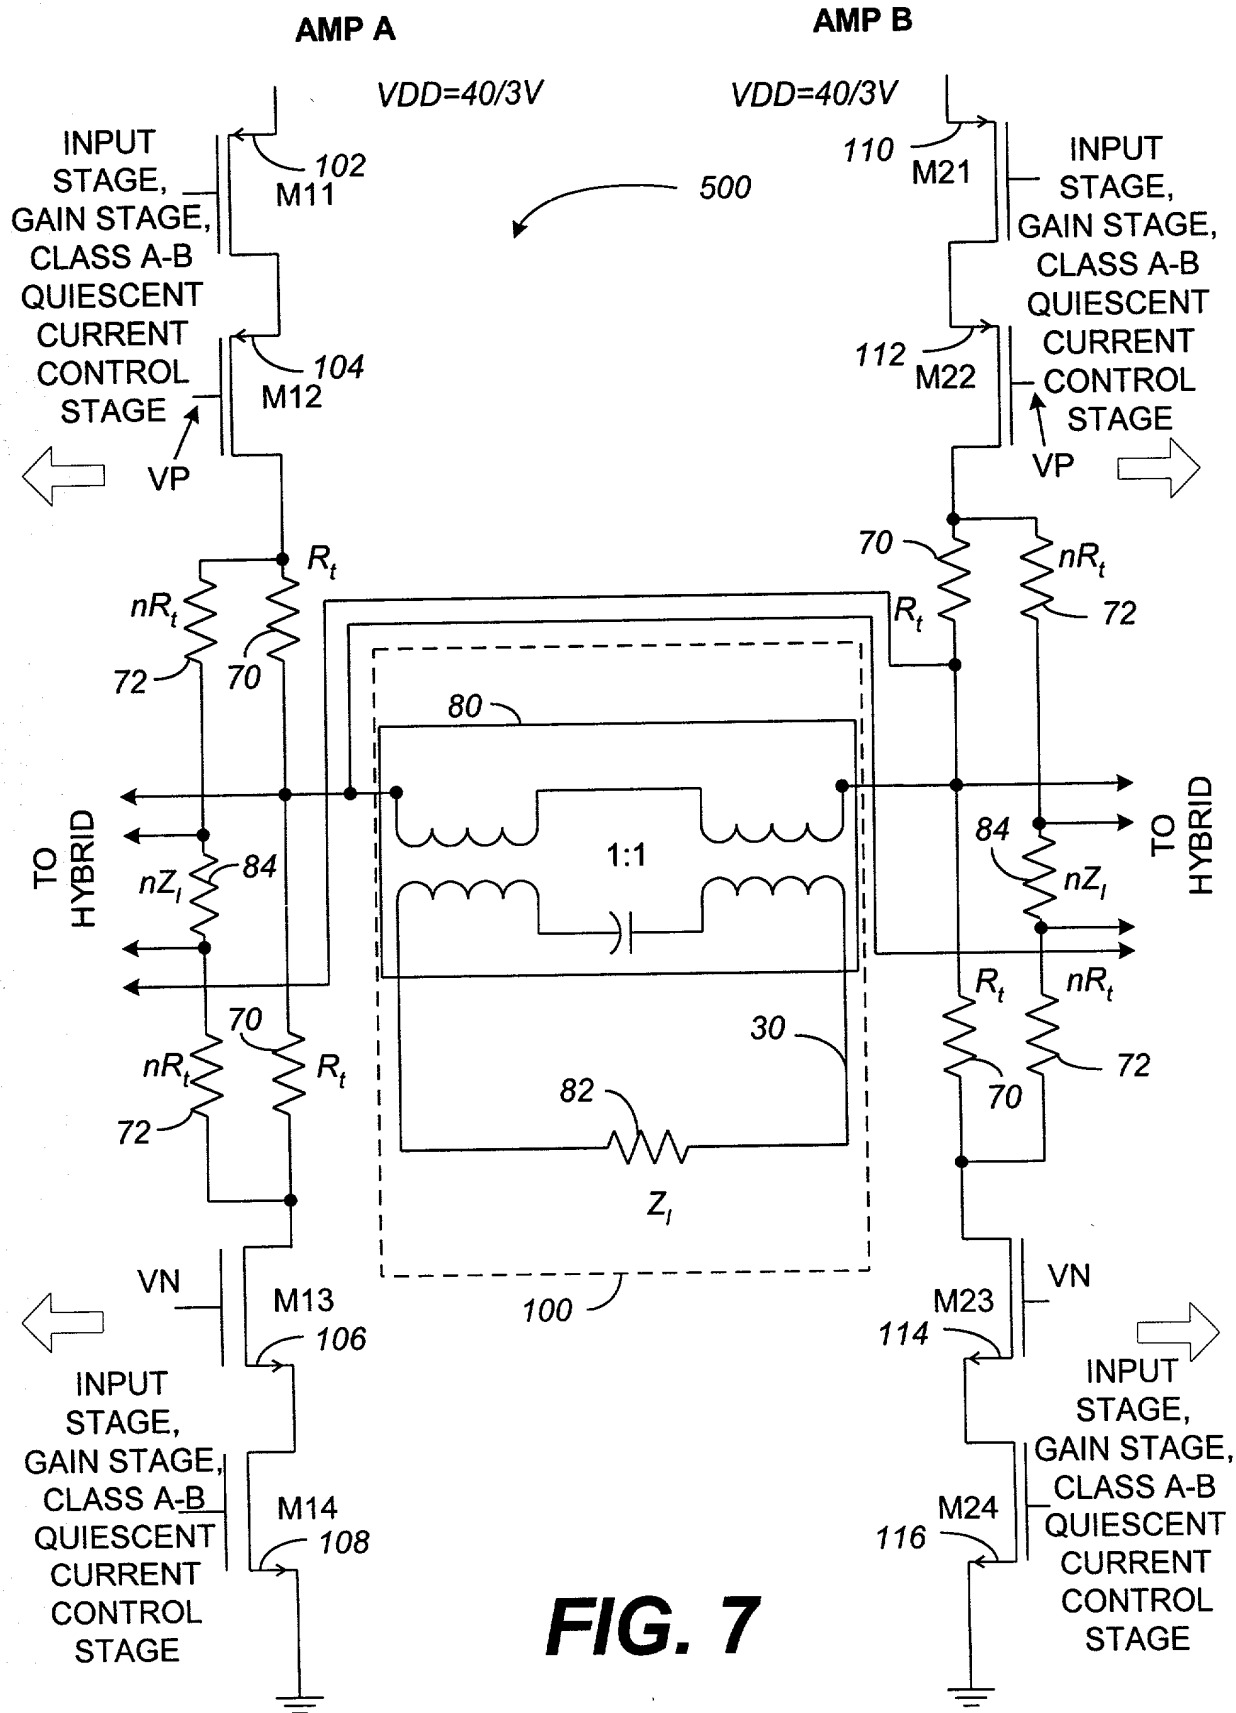 AMP A
AMP B
VDD=40/3V
VDD=40/3V
INPUT
STAGE,
GAIN STAGE,
CLASS A-B
QUIESCENT
CURRENT
CONTROL
STAGE
102
M11
500
110
M21
INPUT
STAGE,
GAIN STAGE,
CLASS A-B
QUIESCENT
CURRENT
CONTROL
STAGE
104
M12
VP
112
M22
VP
Rt
nRt
72
70
70
Rt
nRt
72
80
1:1
TO
HYBRID
84
nZl
84
nZl
TO
HYBRID
70
nRt
Rt
72
30
82
Zl
100
Rt
nRt
70
72
VN
M13
106
M23
114
VN
INPUT
STAGE,
GAIN STAGE,
CLASS A-B
QUIESCENT
CURRENT
CONTROL
STAGE
M14
108
M24
116
INPUT
STAGE,
GAIN STAGE,
CLASS A-B
QUIESCENT
CURRENT
CONTROL
STAGE
FIG. 7